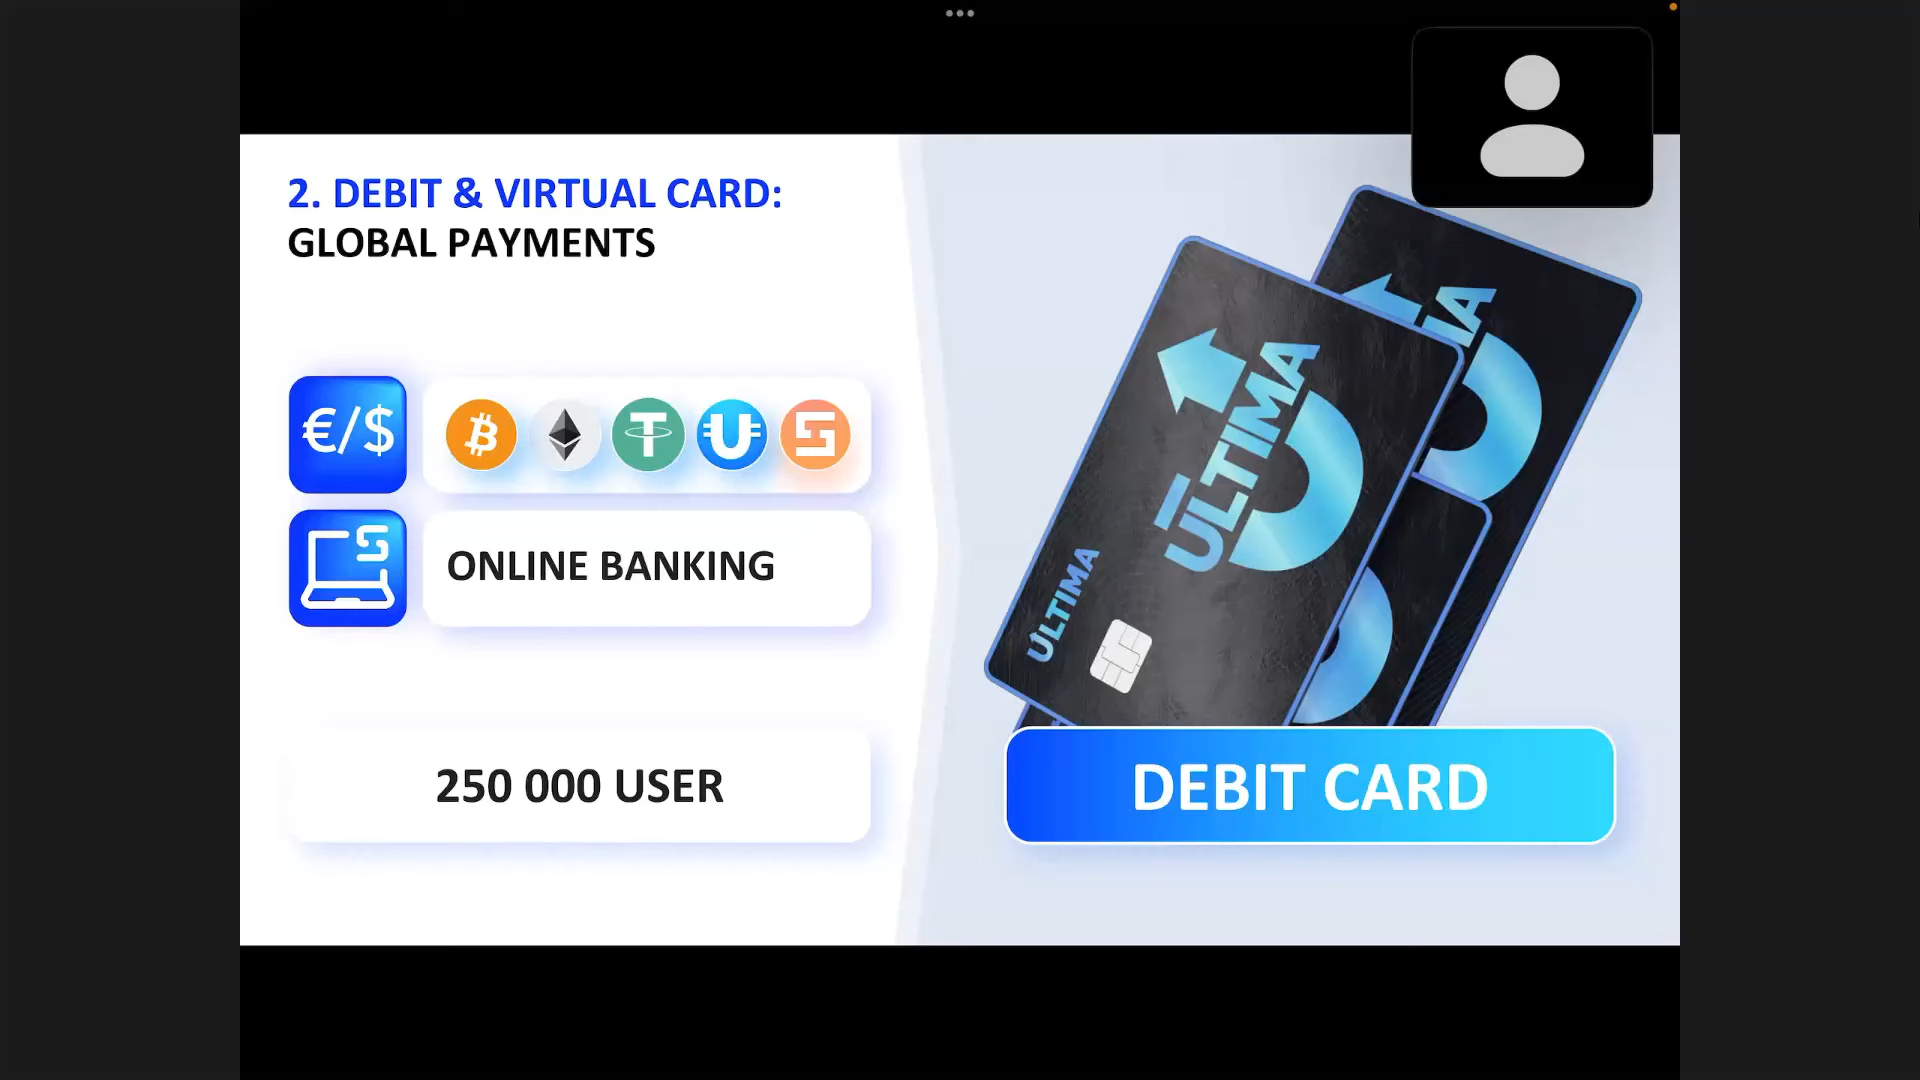 2. DEBIT & VIRTUAL CARD:
GLOBAL PAYMENTS
€/$
ONLINE BANKING
250 000 USER
ULTIMA
ULTIMA
DEBIT CARD